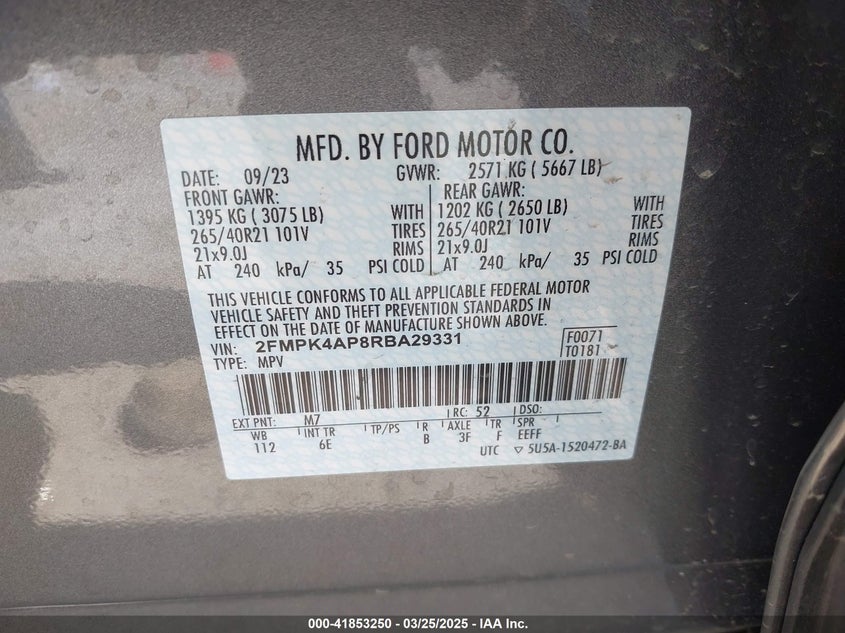 MFD. BY FORD MOTOR CO.
DATE: 09/23 GVWR: 2571 KG ( 5667 LB)
FRONT GAWR: REAR GAWR:
1395 KG ( 3075 LB) WITH 1202 KG ( 2650 LB) WITH
265/40R21 101V TIRES 265/40R21 101V TIRES
21x9.0J RIMS 21x9.0J RIMS
AT 240 kPa/ 35 PSI COLD AT 240 kPa/ 35 PSI COLD
THIS VEHICLE CONFORMS TO ALL APPLICABLE FEDERAL MOTOR
VEHICLE SAFETY AND THEFT PREVENTION STANDARDS IN
EFFECT ON THE DATE OF MANUFACTURE SHOWN ABOVE.
VIN: 2FMPK4AP8RBA29331 F0071
TYPE: MPV T0181
EXT PNT: M7 RC: 52 DSO:
WB INT TR TP/PS R AXLE TR SPR
112 6E B 3F F EEFF
UTC ▽ 5U5A-1520472-BA
000-41853250 - 03/25/2025 - IAA Inc.